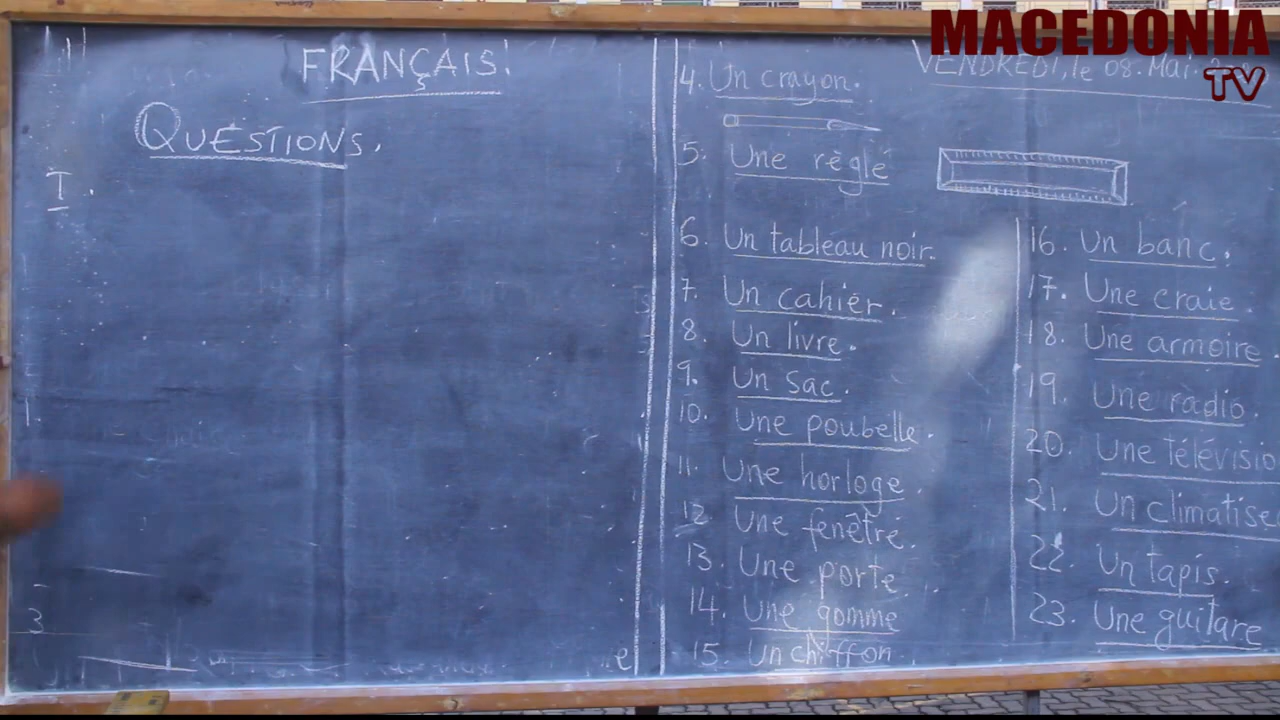 MACEDONIA
TV
FRANÇAIS!
QUESTIONS.
I.
1.
3
VENDREDI, le 08. Mai.
4. Un crayon.
5. Une règle
6. Un tableau noir.
7. Un cahier.
8. Un livre.
9. Un sac.
10. Une poubelle.
11. Une horloge.
12. Une fenêtre.
13. Une porte.
14. Une gomme
15. Un chiffon.
16. Un banc.
17. Une craie.
18. Une armoire.
19. Une radio.
20. Une télévisio
21. Un climatise
22. Un tapis.
23. Une guitare